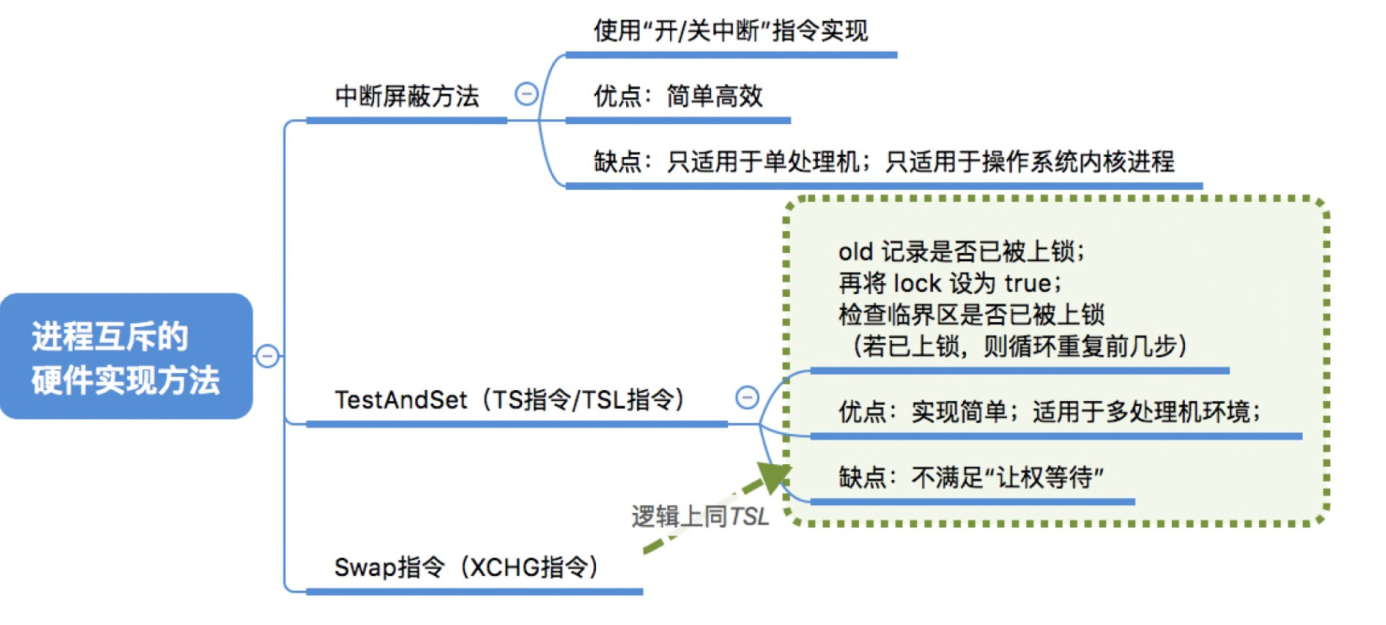 使用“开/关中断”指令实现
中断屏蔽方法
优点：简单高效
缺点：只适用于单处理机；只适用于操作系统内核进程
进程互斥的
硬件实现方法
old 记录是否已被上锁；
再将 lock 设为 true；
检查临界区是否已被上锁
（若已上锁，则循环重复前几步）
TestAndSet（TS指令/TSL指令）
优点：实现简单；适用于多处理机环境；
缺点：不满足“让权等待”
逻辑上同TSL
Swap指令（XCHG指令）